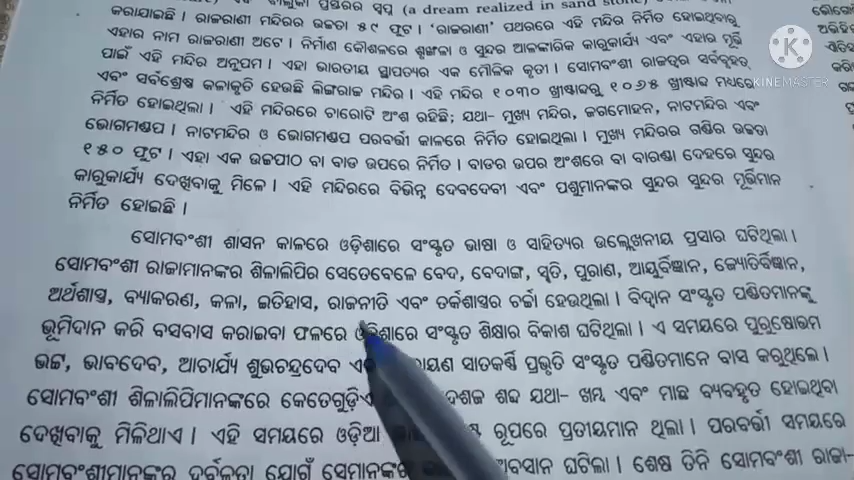 ସ୍ୱପ୍ନ (a dream realized in sand stone)
କରାଯାଇଛି । ରାଜରାଣୀ ମନ୍ଦିରର ଉଚ୍ଚତା ୫୯ ଫୁଟ । 'ରାଜରାଣୀ' ପଥରରେ ଏହି ମନ୍ଦିର ନିର୍ମିତ ହୋଇଥିବାରୁ
ଏହାର ନାମ ରାଜରାଣୀ ଅଟେ । ନିର୍ମାଣ କୌଶଳରେ ଶୃଙ୍ଖଳା ଓ ସୁନ୍ଦର ଆଳଙ୍କାରିକ କାରୁକାର୍ଯ୍ୟ ଏବଂ ଏହାର ମୂର୍ତ୍ତି
ପାଇଁ ଏହି ମନ୍ଦିର ଅନୁପମ । ଏହା ଭାରତୀୟ ସ୍ଥାପତ୍ୟର ଏକ ମୌଳିକ କୃତୀ । ସୋମବଂଶୀ ରାଜତ୍ୱର ସର୍ବବୃହତ୍
ଏବଂ ସର୍ବଶ୍ରେଷ୍ଠ କଳାକୃତି ହେଉଛି ଲିଙ୍ଗରାଜ ମନ୍ଦିର । ଏହି ମନ୍ଦିର ୧୦୩୦ ଖ୍ରୀଷ୍ଟାବ୍ଦରୁ ୧୦୬୫ ଖ୍ରୀଷ୍ଟାବ୍ଦ ମଧ୍ୟରେ
ନିର୍ମିତ ହୋଇଥିଲା । ଏହି ମନ୍ଦିରରେ ଚାରୋଟି ଅଂଶ ରହିଛି; ଯଥା- ମୁଖ୍ୟ ମନ୍ଦିର, ଜଗମୋହନ, ନାଟମନ୍ଦିର ଏବଂ
ଭୋଗମଣ୍ଡପ । ନାଟମନ୍ଦିର ଓ ଭୋଗମଣ୍ଡପ ପରବର୍ତ୍ତୀ କାଳରେ ନିର୍ମିତ ହୋଇଥିଲା । ମୁଖ୍ୟ ମନ୍ଦିରର ଗଣ୍ଡିର ଉଚ୍ଚତା
୧୫୦ ଫୁଟ । ଏହା ଏକ ଉଚ୍ଚପୀଠ ବା ବାଡ ଉପରେ ନିର୍ମିତ । ବାଡର ଉପର ଅଂଶରେ ବା ବାରଣ୍ଡା ଦେହରେ ସୁନ୍ଦର
କାରୁକାର୍ଯ୍ୟ ଦେଖିବାକୁ ମିଳେ । ଏହି ମନ୍ଦିରରେ ବିଭିନ୍ନ ଦେବଦେବୀ ଏବଂ ପଶୁମାନଙ୍କର ସୁନ୍ଦର ସୁନ୍ଦର ମୂର୍ତ୍ତିମାନ
ନିର୍ମିତ ହୋଇଛି ।
ସୋମବଂଶୀ ଶାସନ କାଳରେ ଓଡ଼ିଶାରେ ସଂସ୍କୃତ ଭାଷା ଓ ସାହିତ୍ୟର ଉଲ୍ଲେଖନୀୟ ପ୍ରସାର ଘଟିଥିଲା ।
ସୋମବଂଶୀ ରାଜାମାନଙ୍କର ଶିଳାଲିପିର ସେତେବେଳେ ବେଦ, ବେଦାଙ୍ଗ, ସ୍ମୃତି, ପୁରାଣ, ଆୟୁର୍ବିଜ୍ଞାନ, ଜ୍ୟୋତିର୍ବିଜ୍ଞାନ,
ଅର୍ଥଶାସ୍ତ୍ର, ବ୍ୟାକରଣ, କଳା, ଇତିହାସ, ରାଜନୀତି ଏବଂ ତର୍କଶାସ୍ତ୍ରର ଚର୍ଚ୍ଚା ହେଉଥିଲା । ବିଦ୍ୱାନ ସଂସ୍କୃତ ପଣ୍ଡିତମାନଙ୍କୁ
ଭୂମିଦାନ କରି ବସବାସ କରାଇବା ଫଳରେ ଓଡ଼ିଶାରେ ସଂସ୍କୃତ ଶିକ୍ଷାର ବିକାଶ ଘଟିଥିଲା । ଏ ସମୟରେ ପୁରୁଷୋତ୍ତମ
ଭଟ୍ଟ, ଭାବଦେବ, ଆଚାର୍ଯ୍ୟ ଶୁଭଚନ୍ଦ୍ରଦେବ ସାତକର୍ଣ୍ଣି ପ୍ରଭୃତି ସଂସ୍କୃତ ପଣ୍ଡିତମାନେ ବାସ କରୁଥିଲେ ।
ସୋମବଂଶୀ ଶିଳାଲିପିମାନଙ୍କରେ କେତେଗୁଡ଼ିଏ ଶବ୍ଦ ଯଥା- ଖମ୍ବ ଏବଂ ମାଛ ବ୍ୟବହୃତ ହୋଇଥିବା
ଦେଖିବାକୁ ମିଳିଥାଏ । ଏହି ସମୟରେ ଓଡ଼ିଆ ରୂପରେ ପ୍ରତୀୟମାନ ଥିଲା । ପରବର୍ତ୍ତୀ ସମୟରେ
ସୋମବଂଶୀମାନଙ୍କର ଦୁର୍ବଳତା ଯୋଗୁଁ ସେମାନଙ୍କର ଅବସାନ ଘଟିଲା । ଶେଷ ତିନି ସୋମବଂଶୀ ରାଜା-
KINEMASTER